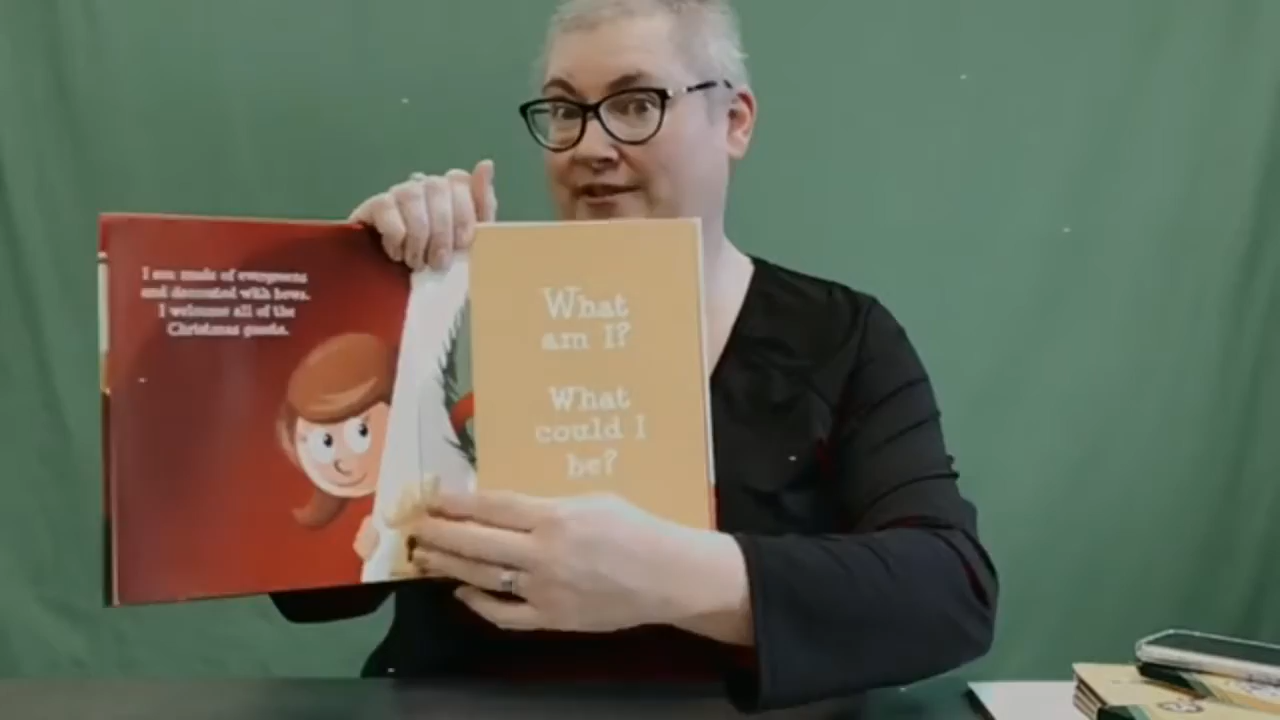 I am made of evergreens
and decorated with bows.
I welcome all of the
Christmas guests.
What
am I?
What
could I
be?